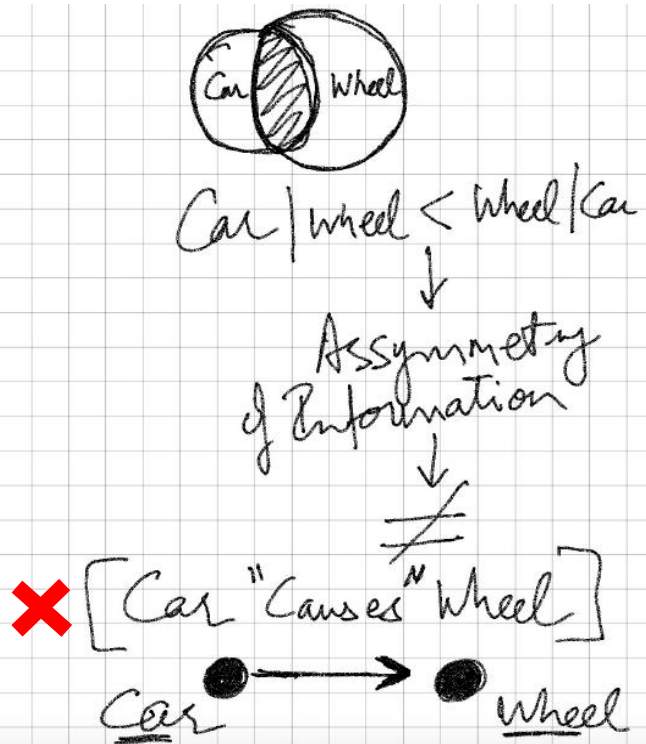 Car Wheel
Car | wheel < Wheel | Car
Assymmetry
of Information
≠
[Car "Causes" Wheel]
Car Wheel